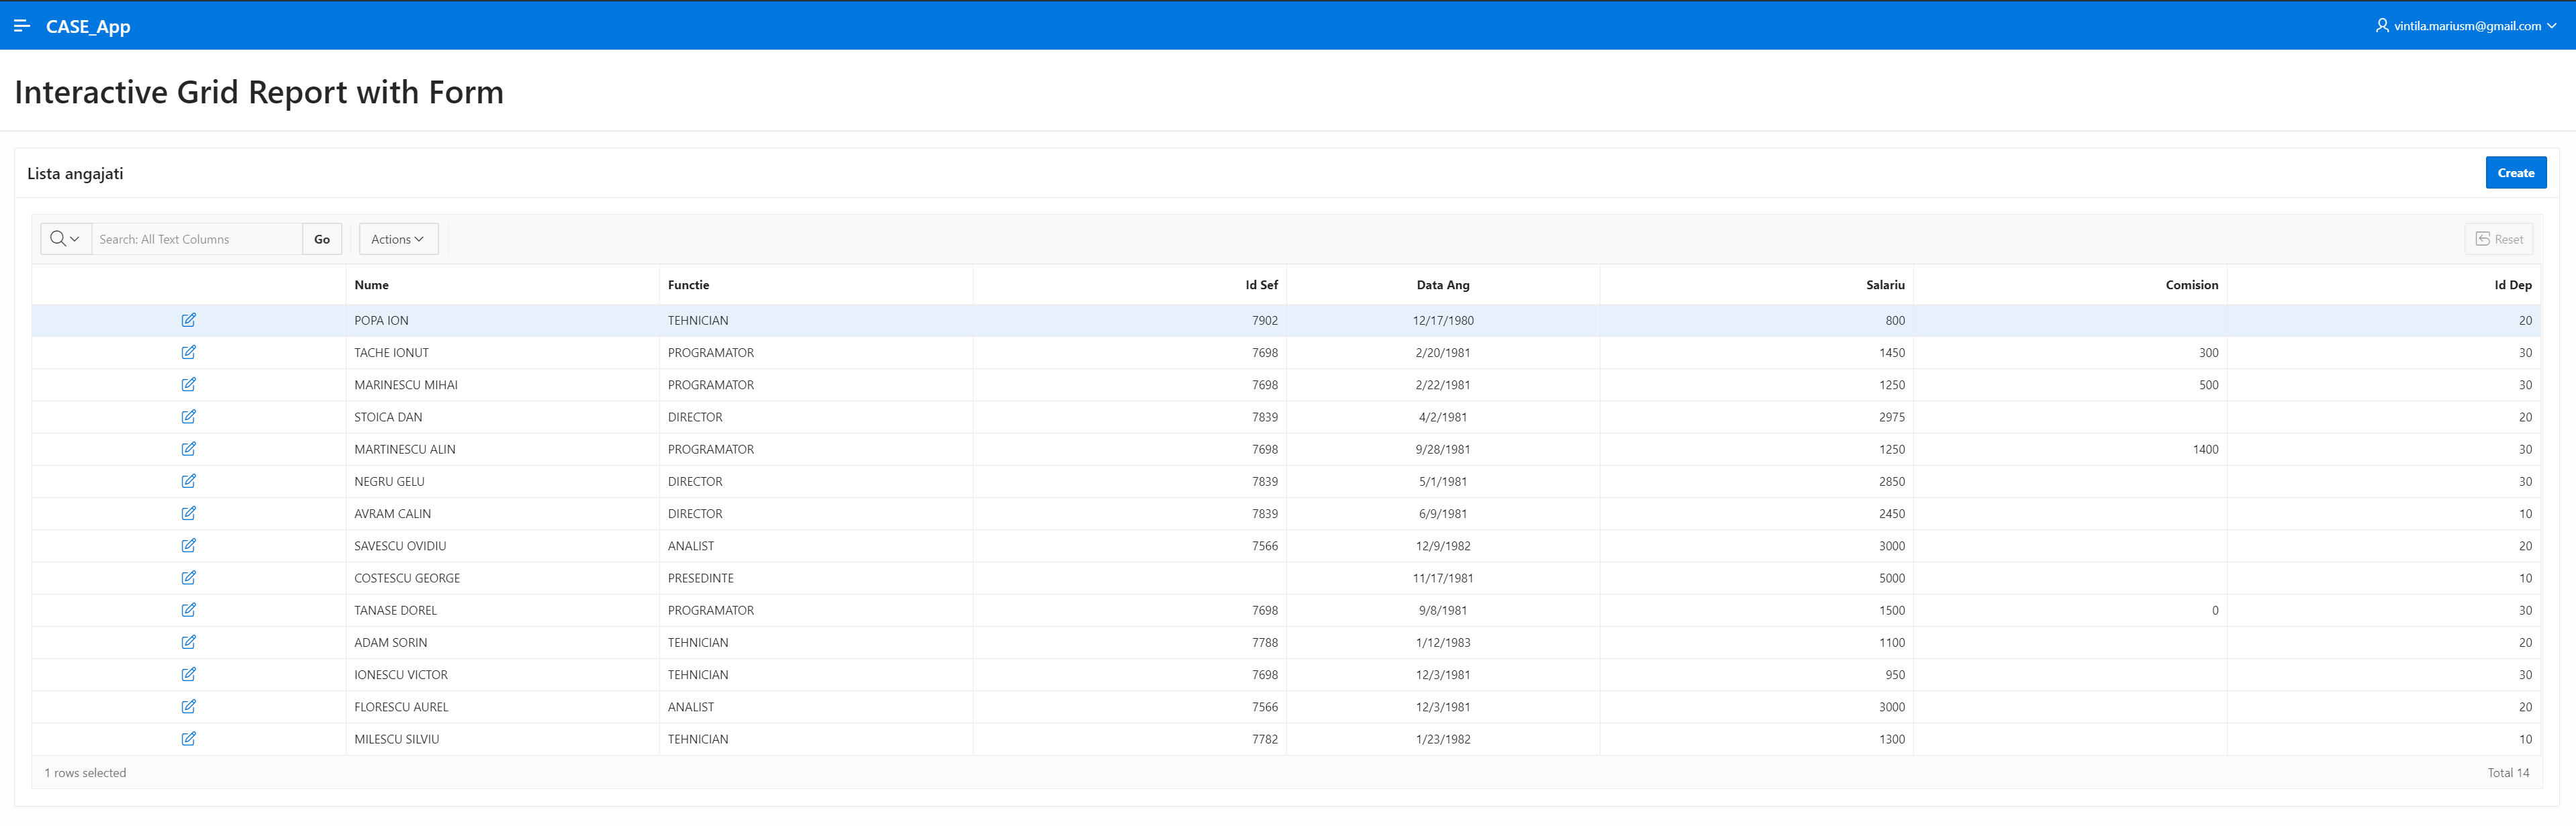 CASE_App vintila.mariusm@gmail.com
Interactive Grid Report with Form
Lista angajati Create
Search: All Text Columns Go Actions Reset
Nume Functie Id Sef Data Ang Salariu Comision Id Dep
POPA ION TEHNICIAN 7902 12/17/1980 800 20
TACHE IONUT PROGRAMATOR 7698 2/20/1981 1450 300 30
MARINESCU MIHAI PROGRAMATOR 7698 2/22/1981 1250 500 30
STOICA DAN DIRECTOR 7839 4/2/1981 2975 20
MARTINESCU ALIN PROGRAMATOR 7698 9/28/1981 1250 1400 30
NEGRU GELU DIRECTOR 7839 5/1/1981 2850 30
AVRAM CALIN DIRECTOR 7839 6/9/1981 2450 10
SAVESCU OVIDIU ANALIST 7566 12/9/1982 3000 20
COSTESCU GEORGE PRESEDINTE 11/17/1981 5000 10
TANASE DOREL PROGRAMATOR 7698 9/8/1981 1500 0 30
ADAM SORIN TEHNICIAN 7788 1/12/1983 1100 20
IONESCU VICTOR TEHNICIAN 7698 12/3/1981 950 30
FLORESCU AUREL ANALIST 7566 12/3/1981 3000 20
MILESCU SILVIU TEHNICIAN 7782 1/23/1982 1300 10
1 rows selected Total 14